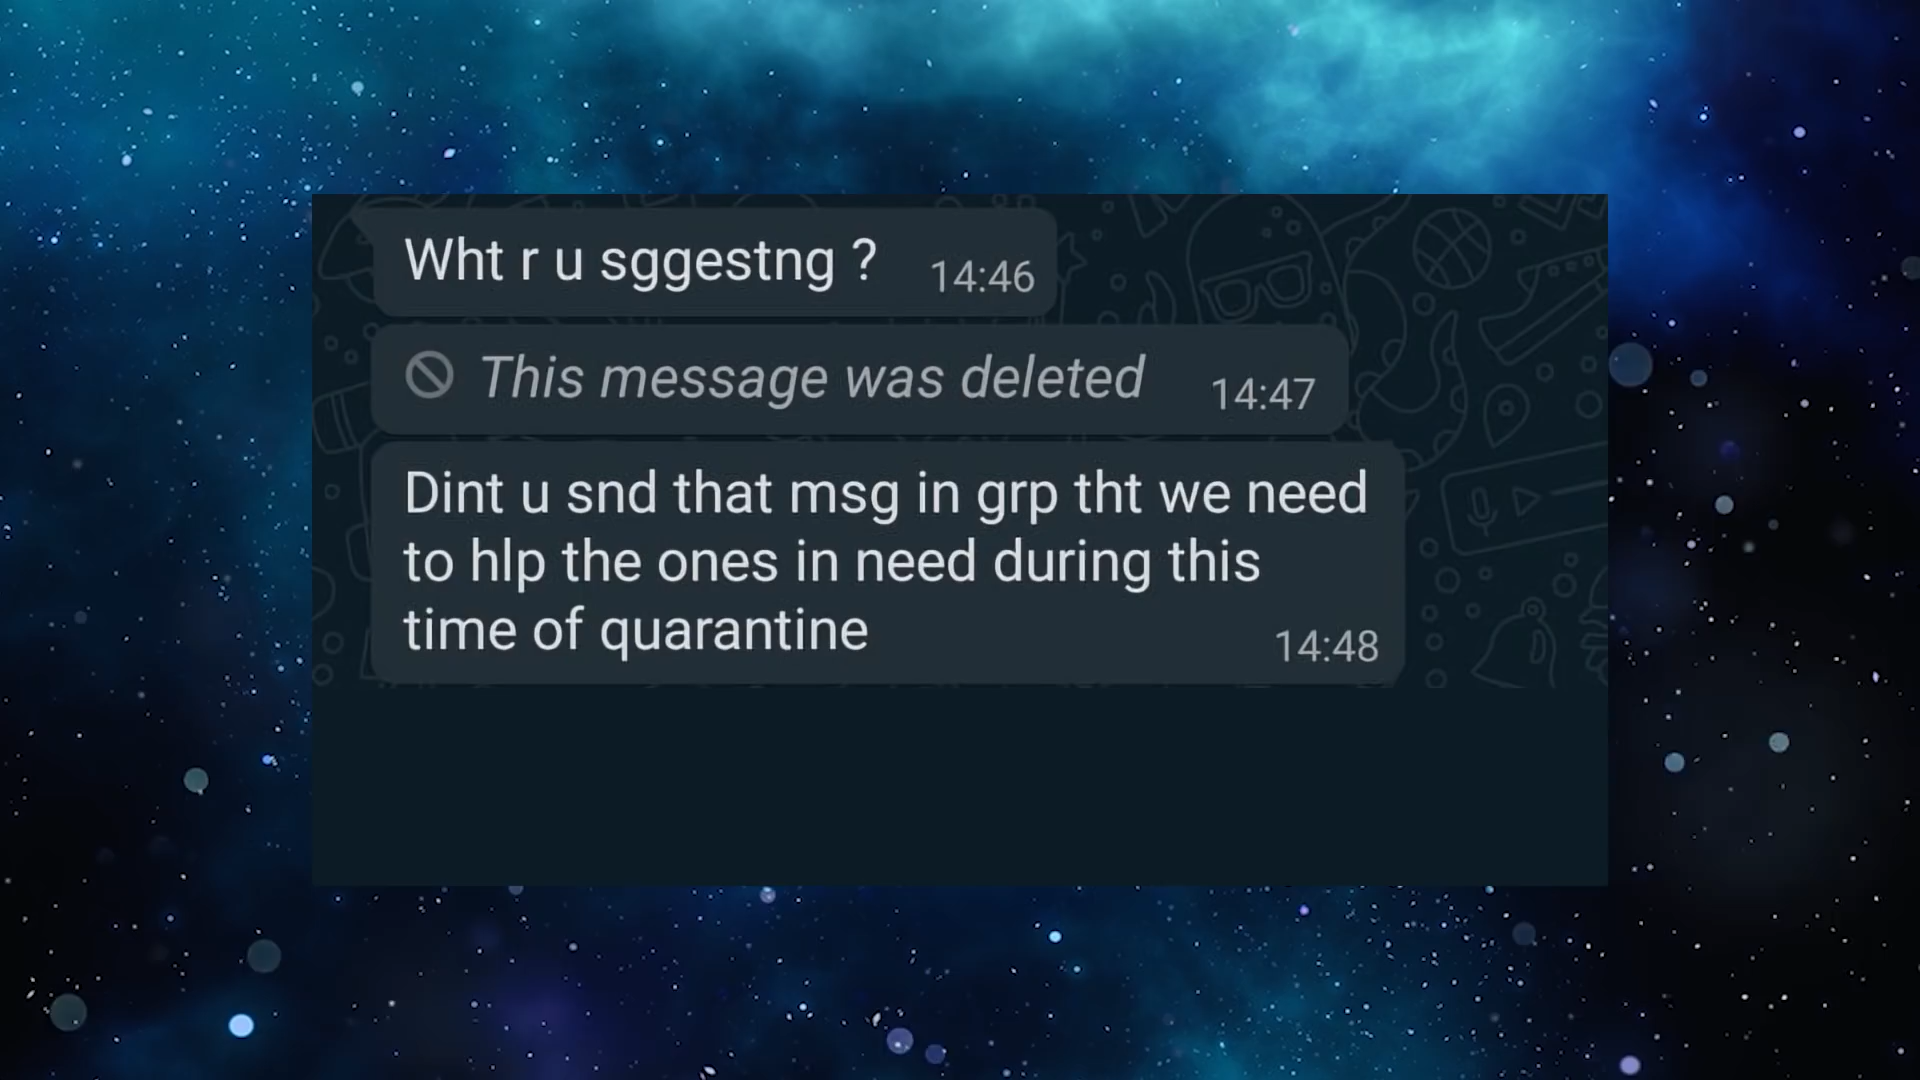 Wht r u sggestng ? 14:46
This message was deleted 14:47
Dint u snd that msg in grp tht we need
to hlp the ones in need during this
time of quarantine 14:48